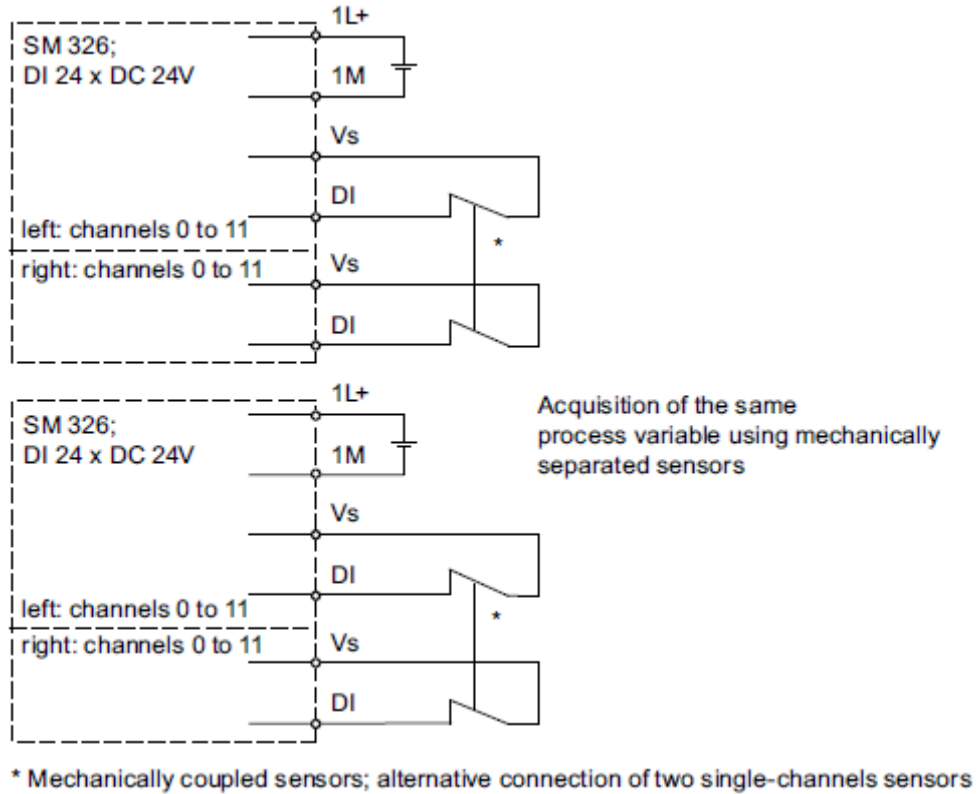 1L+
SM 326;
DI 24 x DC 24V
1M
Vs
DI
left: channels 0 to 11
*
right: channels 0 to 11
Vs
DI
1L+
SM 326;
DI 24 x DC 24V
1M
Acquisition of the same
process variable using mechanically
separated sensors
Vs
DI
left: channels 0 to 11
*
right: channels 0 to 11
Vs
DI
* Mechanically coupled sensors; alternative connection of two single-channels sensors